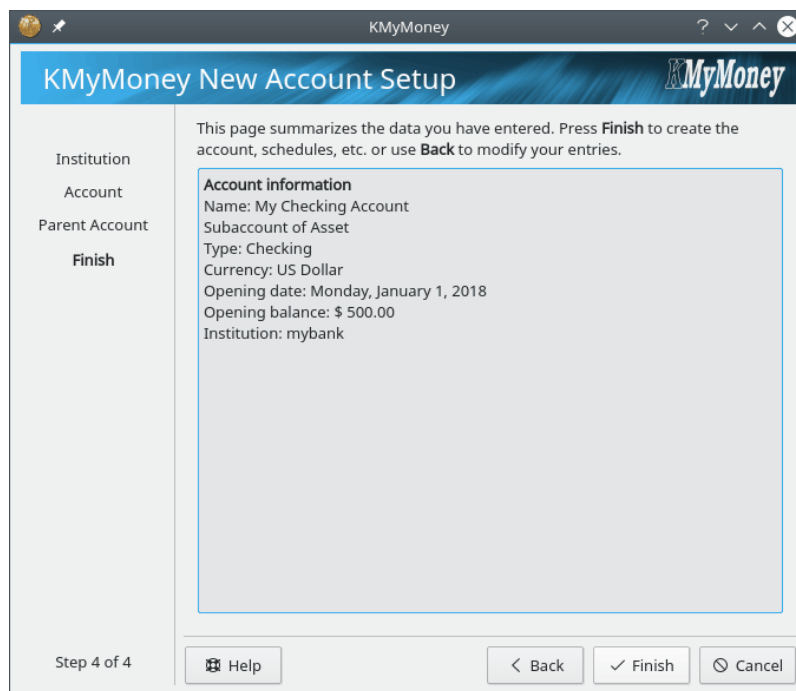 KMyMoney
KMyMoney New Account Setup
KMyMoney
Institution
Account
Parent Account
Finish
This page summarizes the data you have entered. Press Finish to create the
account, schedules, etc. or use Back to modify your entries.
Account information
Name: My Checking Account
Subaccount of Asset
Type: Checking
Currency: US Dollar
Opening date: Monday, January 1, 2018
Opening balance: $ 500.00
Institution: mybank
Step 4 of 4
Help
Back
Finish
Cancel